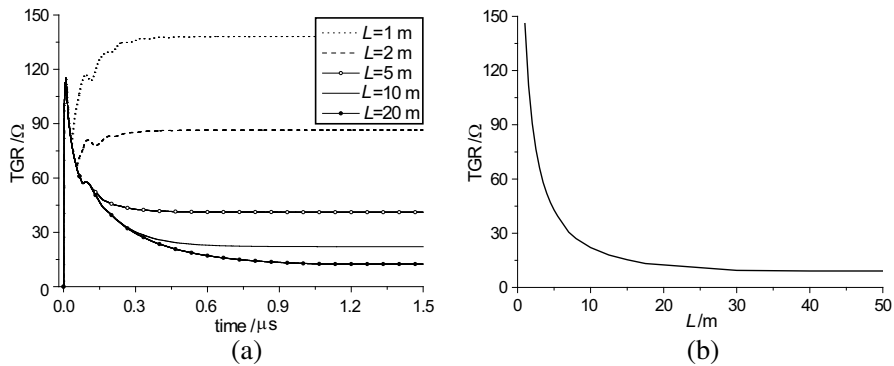 TGR /Ω
150
120
90
60
30
0
0.0 0.3 0.6 0.9 1.2 1.5
time /μs
L=1 m
L=2 m
L=5 m
L=10 m
L=20 m
(a)
TGR /Ω
150
120
90
60
30
0
0 10 20 30 40 50
L/m
(b)